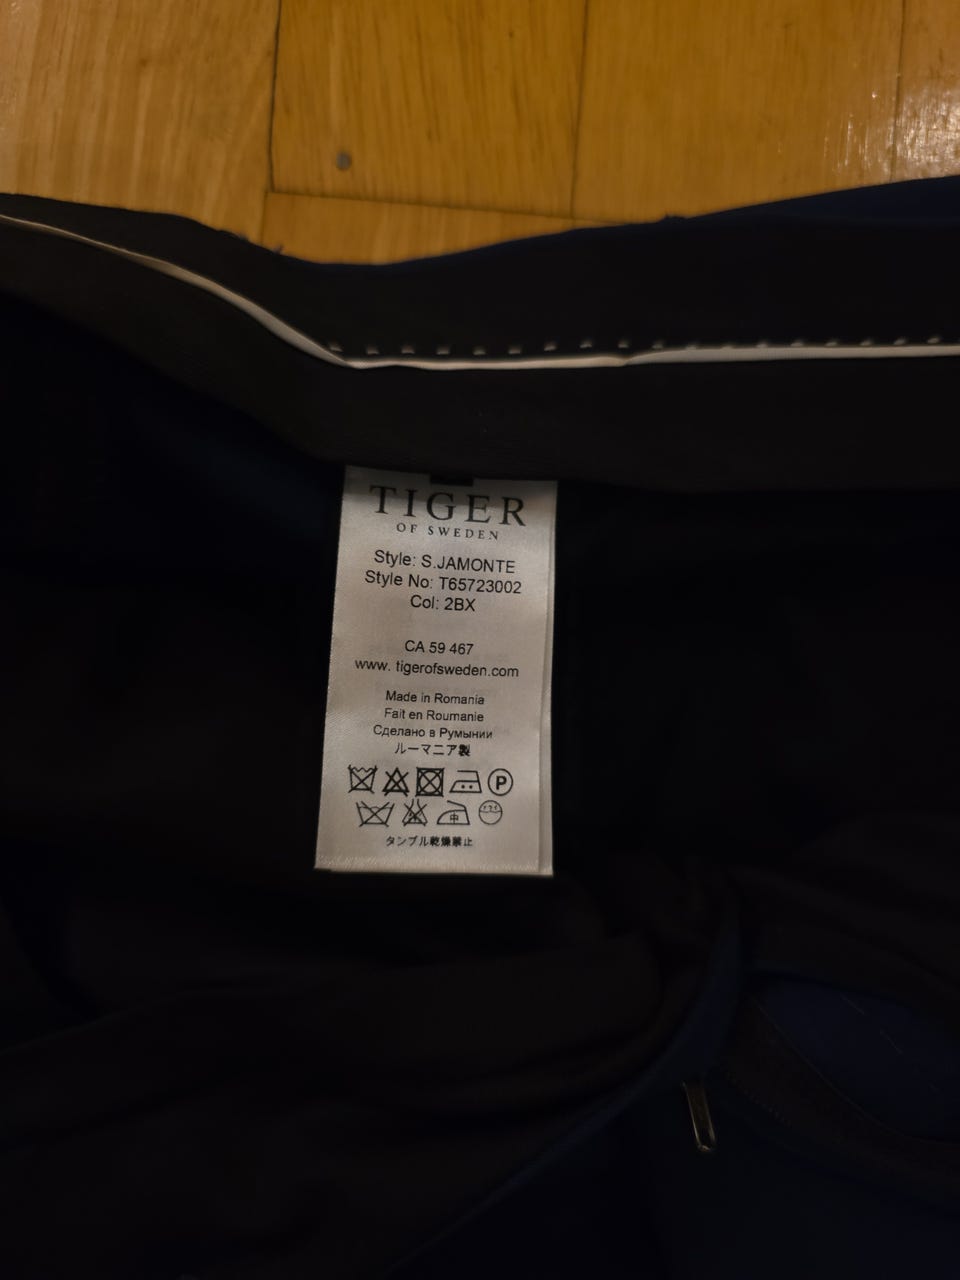 TIGER
OF SWEDEN
Style: S.JAMONTE
Style No: T65723002
Col: 2BX
CA 59 467
www. tigerofsweden.com
Made in Romania
Fait en Roumanie
Сделано в Румынии
ルーマニア製
P
中
タンブル乾燥禁止